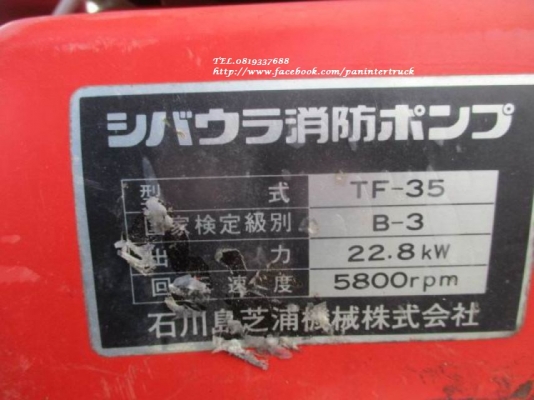 TEL.0819337688
http://www.facebook.com/paninterTruck
シバウラ消防ポンプ
型 式 TF-35
国家検定級別 B-3
出 力 22.8kW
回 速度 5800rpm
石川島芝浦機械株式会社